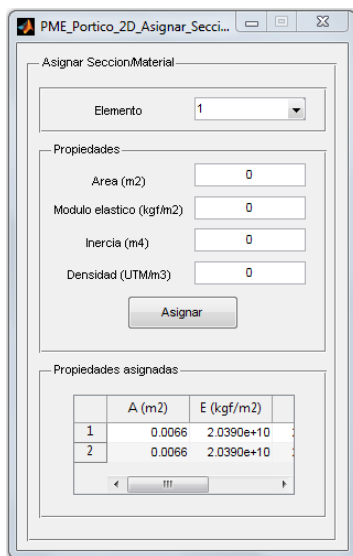 PME_Portico_2D_Asignar_Secci...
Asignar Seccion/Material
Elemento 1
Propiedades
Area (m2) 0
Modulo elastico (kgf/m2) 0
Inercia (m4) 0
Densidad (UTM/m3) 0
Asignar
Propiedades asignadas
A (m2) E (kgf/m2)
1 0.0066 2.0390e+10
2 0.0066 2.0390e+10